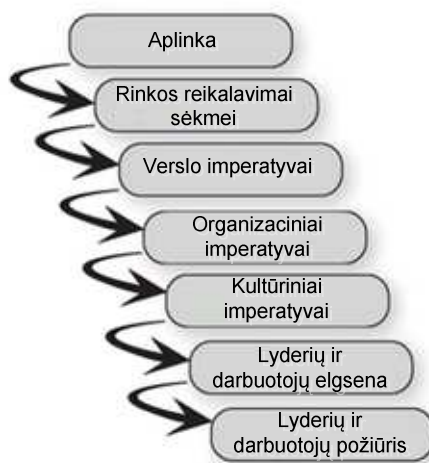 Aplinka
Rinkos reikalavimai
sėkmei
Verslo imperatyvai
Organizaciniai
imperatyvai
Kultūriniai
imperatyvai
Lyderių ir
darbuotojų elgsena
Lyderių ir
darbuotojų požiūris